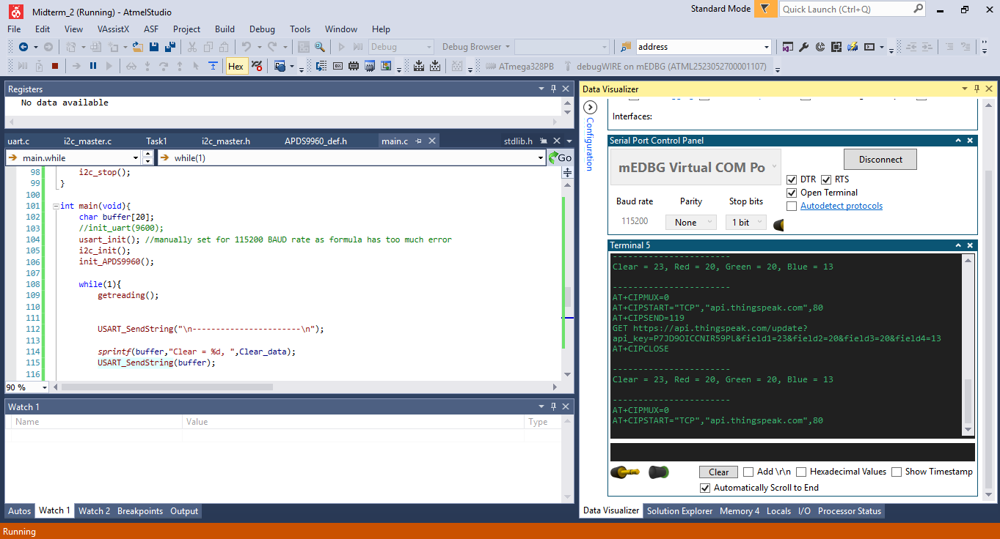 Midterm_2 (Running) - AtmelStudio
Standard Mode
Quick Launch (Ctrl+Q)
File Edit View VAssistX ASF Project Build Debug Tools Window Help
Debug Debug Browser address
Hex ATmega328PB debugWIRE on mEDBG (ATML2523052700001107)
Registers
No data available
uart.c i2c_master.c Task1 i2c_master.h APDS9960_def.h main.c stdlib.h
main.while while(1) Go
98 i2c_stop();
99 }
100
101 int main(void){
102 char buffer[20];
103 //init_uart(9600);
104 usart_init(); //manually set for 115200 BAUD rate as formula has too much error
105 i2c_init();
106 init_APDS9960();
107
108 while(1){
109 getreading();
110
111
112 USART_SendString("\n-----------------------\n");
113
114 sprintf(buffer,"Clear = %d, ",Clear_data);
115 USART_SendString(buffer);
116
90 %
Watch 1
Name Value Type
Autos Watch 1 Watch 2 Breakpoints Output
Running
Data Visualizer
Configuration
Interfaces:
Serial Port Control Panel
mEDBG Virtual COM Po
Disconnect
DTR RTS
Open Terminal
Autodetect protocols
Baud rate Parity Stop bits
115200 None 1 bit
Terminal 5
-----------------------
Clear = 23, Red = 20, Green = 20, Blue = 13
-----------------------
AT+CIPMUX=0
AT+CIPSTART="TCP","api.thingspeak.com",80
AT+CIPSEND=119
GET https://api.thingspeak.com/update?
api_key=P7JD9OICCNIR59PL&field1=23&field2=20&field3=20&field4=13
AT+CIPCLOSE
-----------------------
Clear = 23, Red = 20, Green = 20, Blue = 13
-----------------------
AT+CIPMUX=0
AT+CIPSTART="TCP","api.thingspeak.com",80
Clear Add \r\n Hexadecimal Values Show Timestamp
Automatically Scroll to End
Data Visualizer Solution Explorer Memory 4 Locals I/O Processor Status